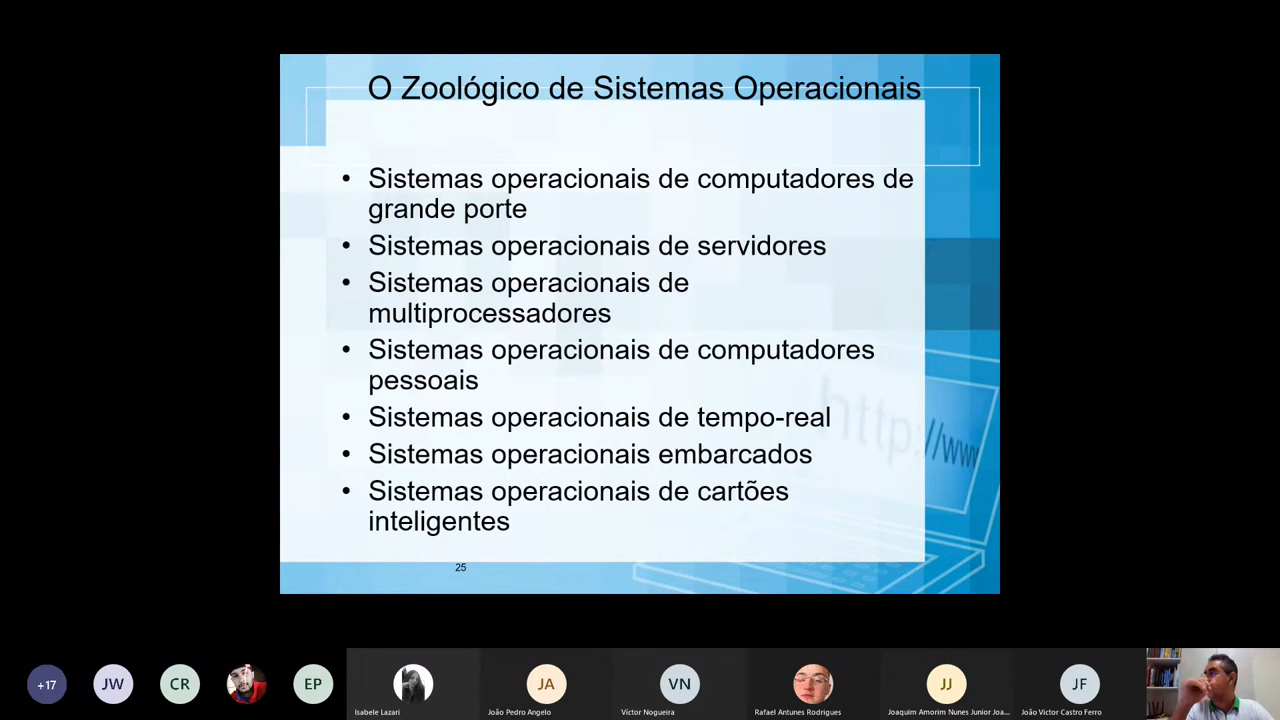 O Zoológico de Sistemas Operacionais
• Sistemas operacionais de computadores de
grande porte
• Sistemas operacionais de servidores
• Sistemas operacionais de
multiprocessadores
• Sistemas operacionais de computadores
pessoais
• Sistemas operacionais de tempo-real
• Sistemas operacionais embarcados
• Sistemas operacionais de cartões
inteligentes
http://www
25
+17
JW
CR
EP
JA
VN
JJ
JF
Isabele Lazari
João Pedro Angelo
Víctor Nogueira
Rafael Antunes Rodrigues
Joaquim Amorim Nunes Junior Joa...
João Victor Castro Ferro